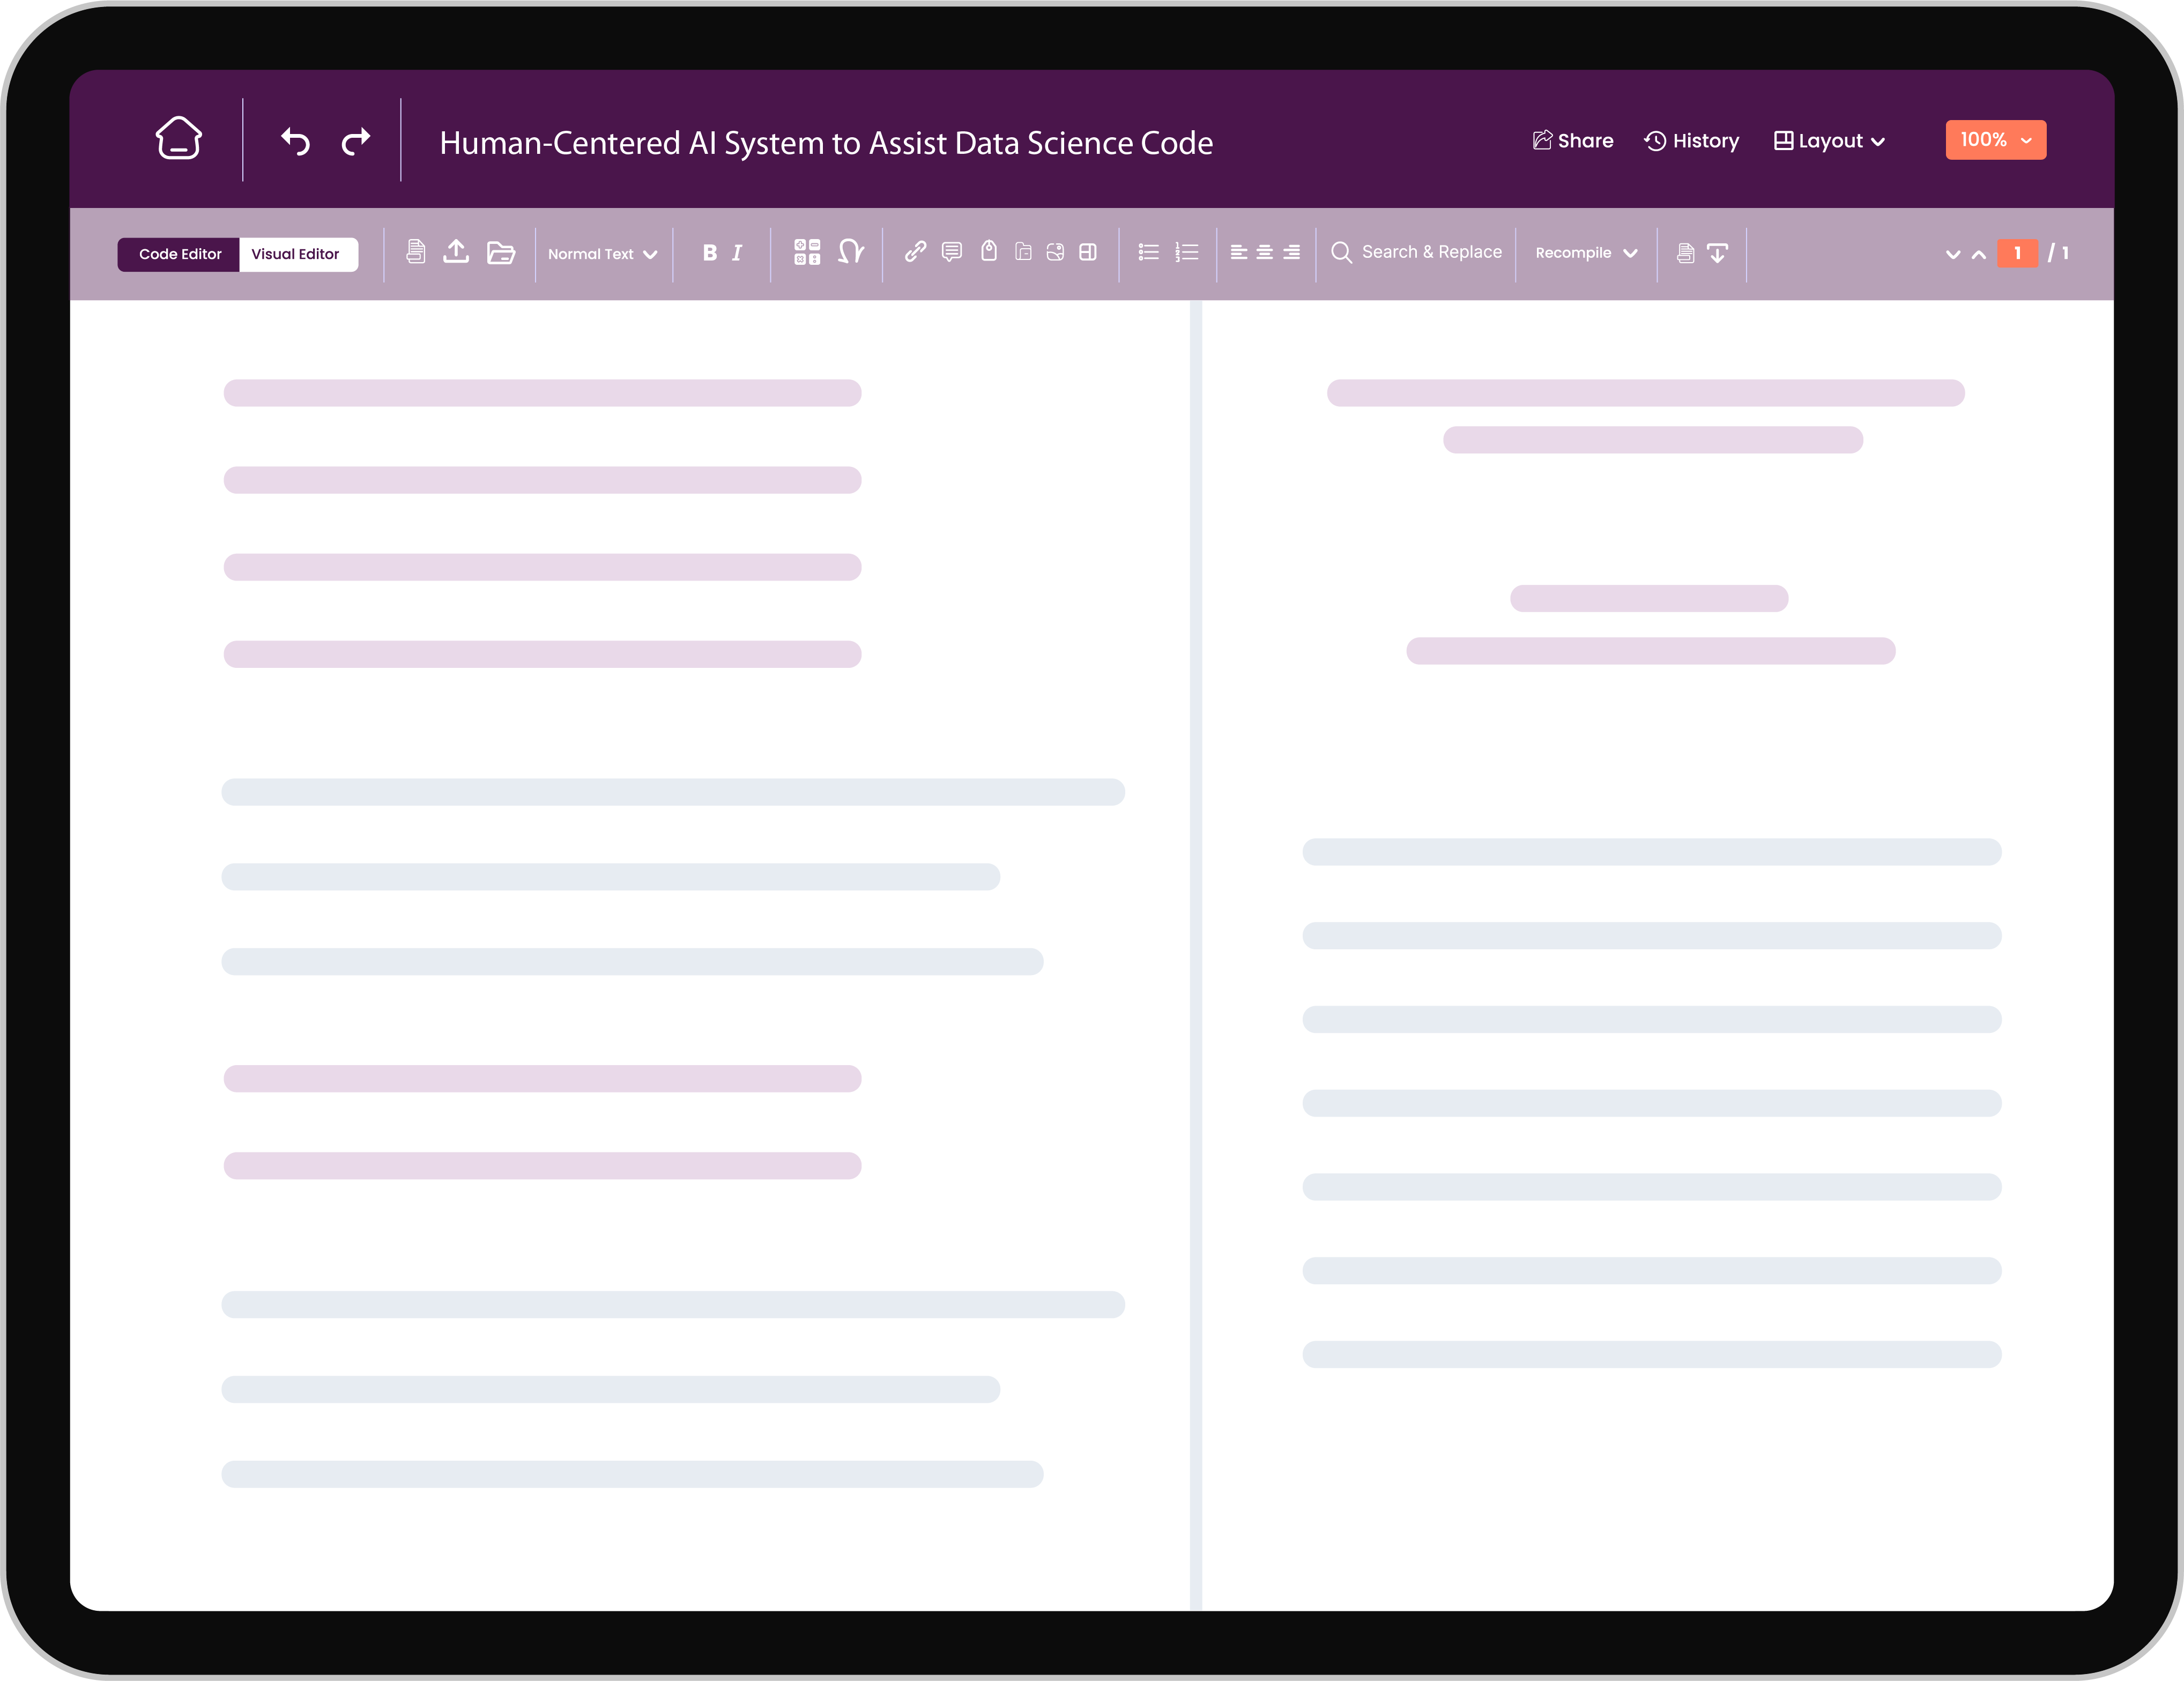 Human-Centered AI System to Assist Data Science Code
Share History Layout 100%
Code Editor Visual Editor Normal Text B I Search & Replace Recompile 1 / 1